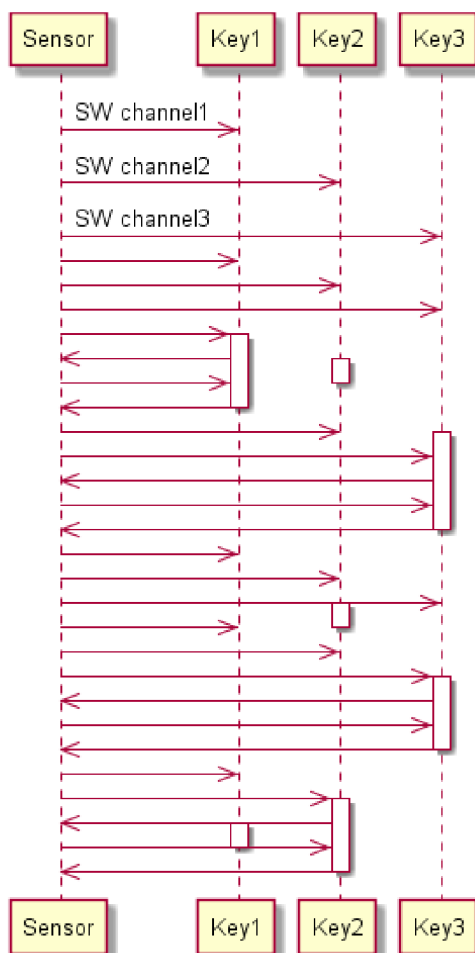 Sensor Key1 Key2 Key3
SW channel1
SW channel2
SW channel3
Sensor Key1 Key2 Key3